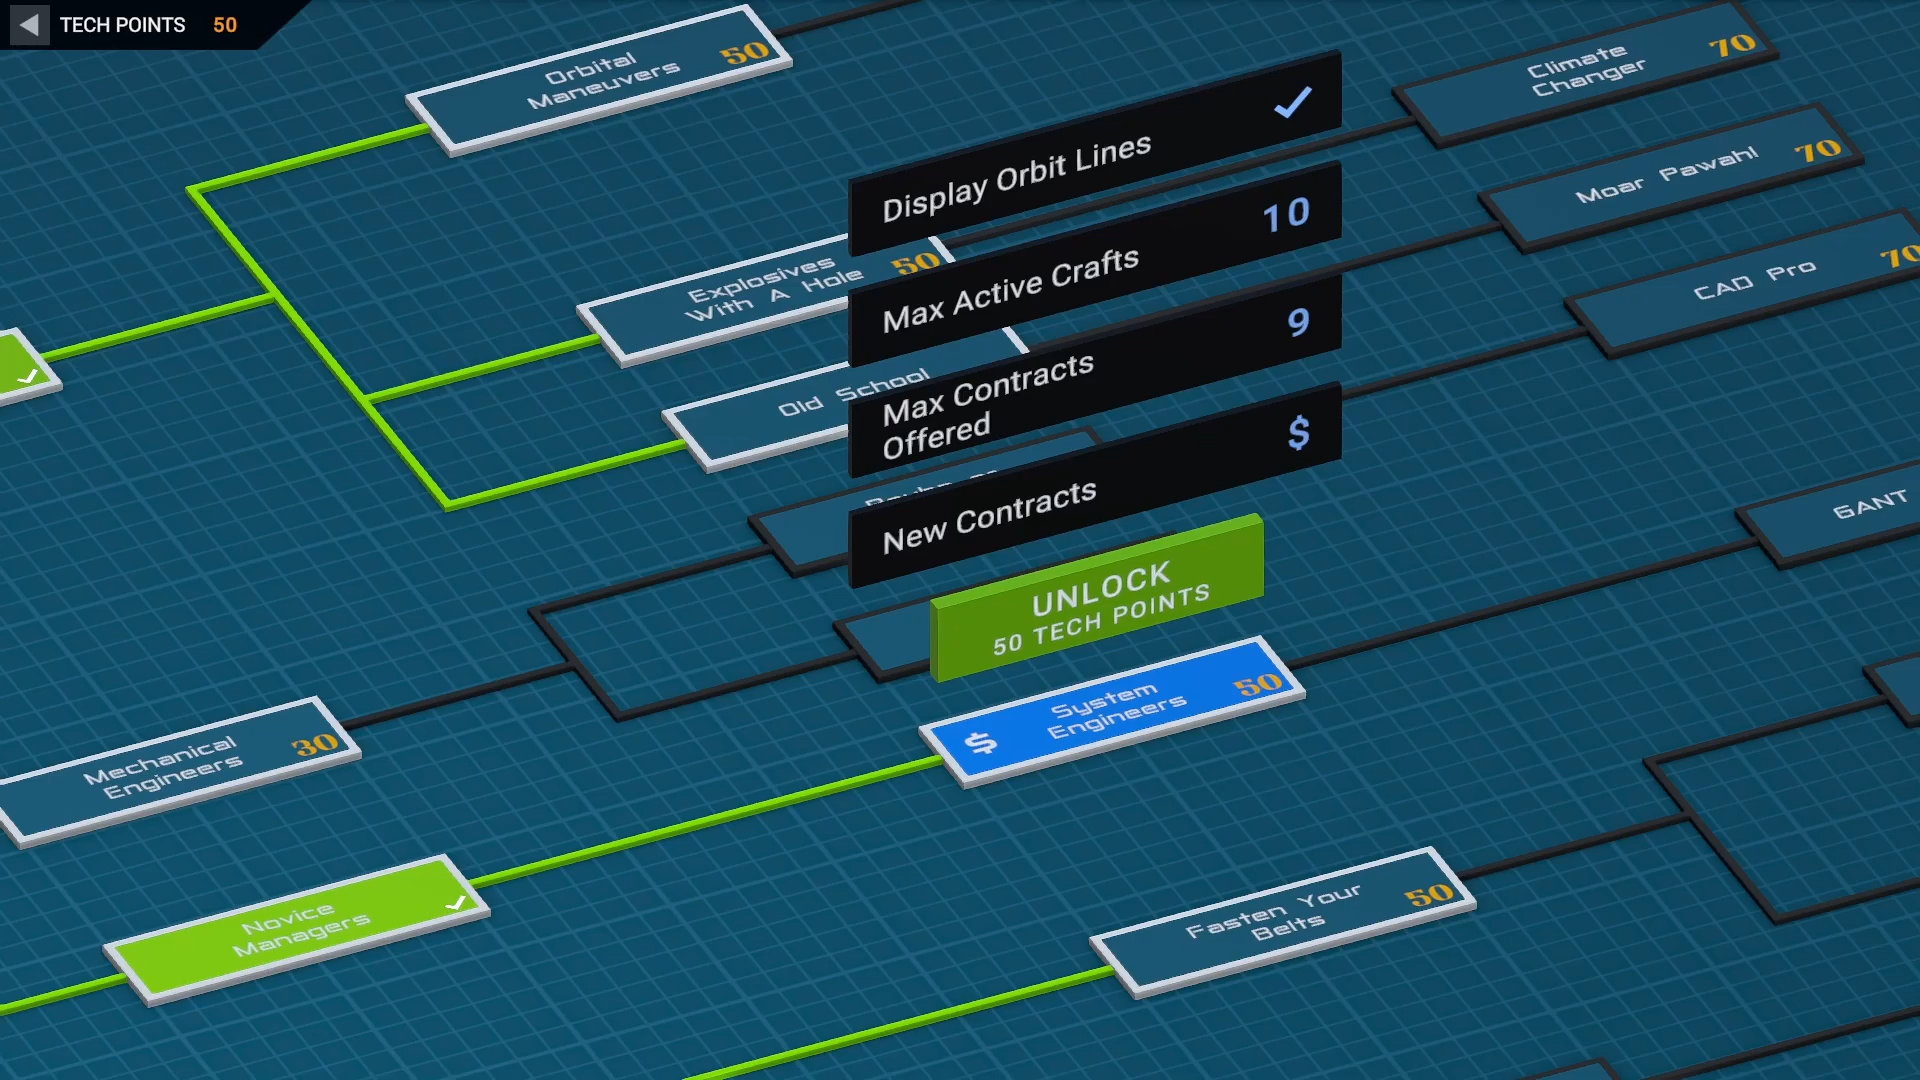 TECH POINTS 50
Orbital
Maneuvers
50
Climate
Changer
70
Display Orbit Lines
Moar Pawahl
70
Max Active Crafts
10
Explosives
With A Hole
50
CAD Pro
70
Max Contracts
Offered
9
Old School
New Contracts
$
GANT
UNLOCK
50 TECH POINTS
$
System
Engineers
50
Mechanical
Engineers
30
Novice
Managers
Fasten Your
Belts
50